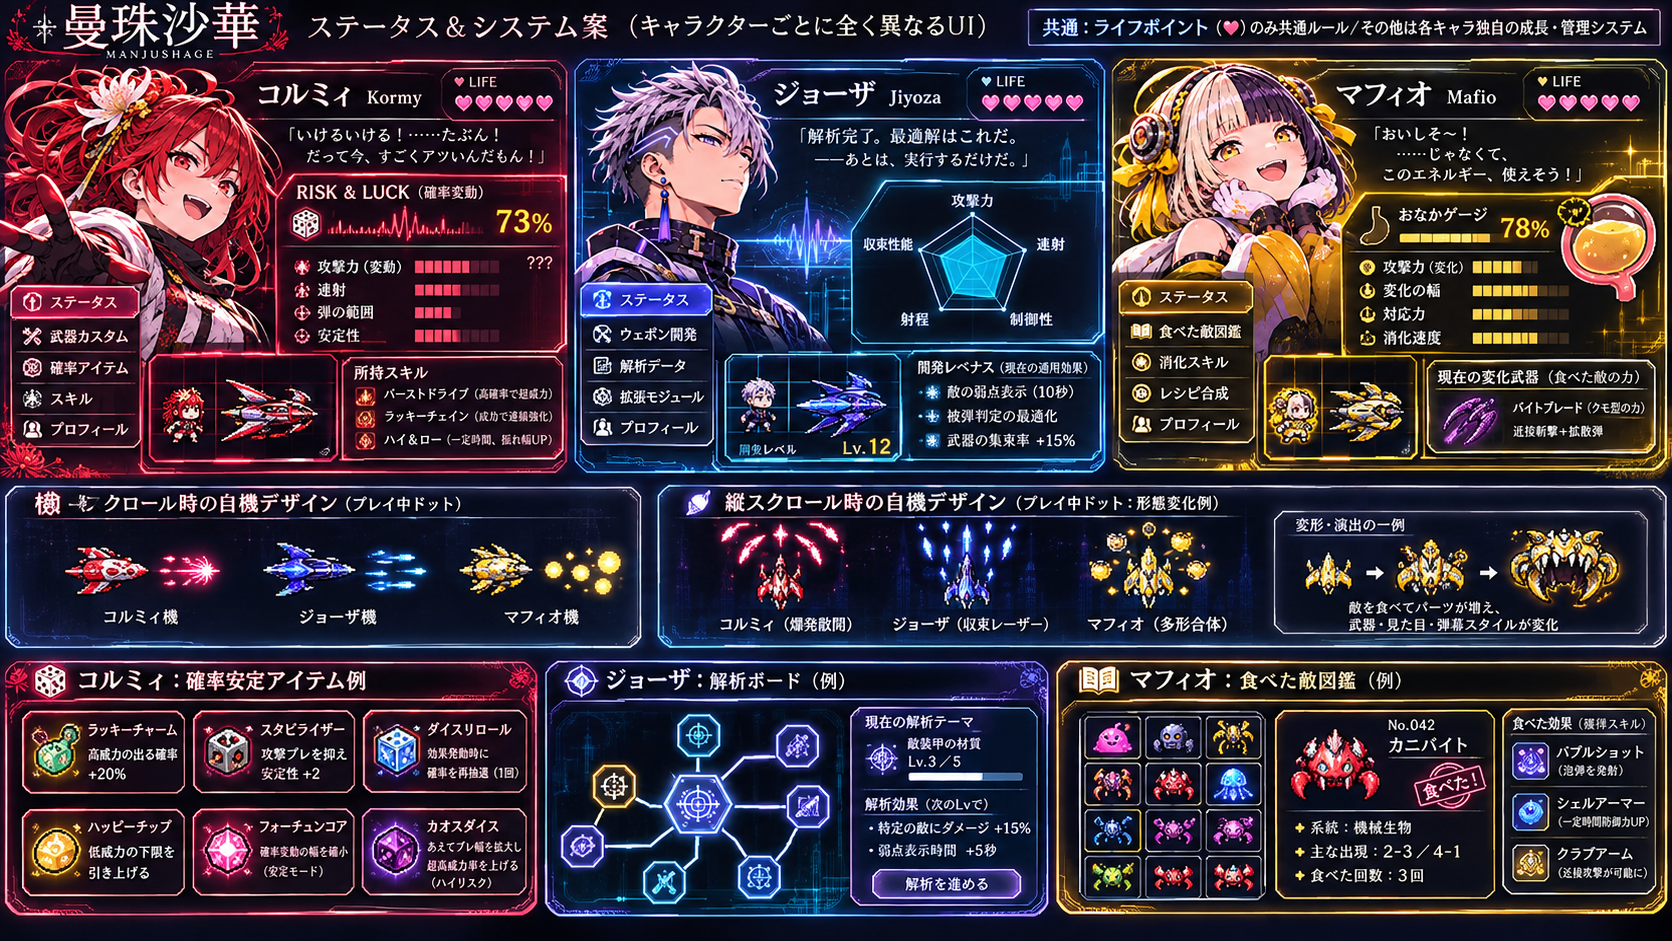 曼珠沙華
MANJUSHAGE
ステータス＆システム案（キャラクターごとに全く異なるUI）
共通：ライフポイント（♥）のみ共通ルール/その他は各キャラ独自の成長・管理システム
コルミィ Kormy
♥ LIFE
「いけるいける！……たぶん！
だって今、すごくアツいんだもん！」
RISK & LUCK（確率変動）
73%
攻撃力（変動）
???
連射
弾の範囲
安定性
ステータス
武器カスタム
確率アイテム
スキル
プロフィール
所持スキル
バーストドライブ（高確率で超威力）
ラッキーチェイン（成功で連鎖強化）
ハイ＆ロー（一定時間、振れ幅UP）
ジョーザ Jiyoza
♥ LIFE
「解析完了。最適解はこれだ。
――あとは、実行するだけだ。」
攻撃力
収束性能
連射
射程
制御性
ステータス
ウェポン開発
解析データ
拡張モジュール
プロフィール
レベル
Lv.12
開発レベナス（現在の適用効果）
敵の弱点表示（10秒）
被弾判定の最適化
武器の集束率 +15%
マフィオ Mafio
♥ LIFE
「おいしそ〜！
……じゃなくて、
このエネルギー、使えそう！」
おなかゲージ
78%
攻撃力（変化）
変化の幅
対応力
消化速度
ステータス
食べた敵図鑑
消化スキル
レシピ合成
プロフィール
現在の変化武器（食べた敵の力）
バイトブレード（クモ型の力）
近接斬撃＋拡散弾
クロール時の自機デザイン（プレイ中ドット）
コルミィ機
ジョーザ機
マフィオ機
縦スクロール時の自機デザイン（プレイ中ドット：形態変化例）
コルミィ（爆発散開）
ジョーザ（収束レーザー）
マフィオ（多形合体）
変形・演出の一例
敵を食べてパーツが増え、
武器・見た目・弾幕スタイルが変化
コルミィ：確率安定アイテム例
ラッキーチャーム
高威力の出る確率
+20%
スタビライザー
攻撃ブレを抑え
安定性 +2
ダイスリロール
効果発動時に
確率を再抽選（1回）
ハッピーチップ
低威力の下限を
引き上げる
フォーチュンコア
確率変動の幅を縮小
（安定モード）
カオスダイス
あえてブレ幅を拡大し
超高威力率を上げる
（ハイリスク）
ジョーザ：解析ボード（例）
現在の解析テーマ
敵装甲の材質
Lv.3／5
解析効果（次のLvで）
・特定の敵にダメージ +15%
・弱点表示時間 +5秒
解析を進める
マフィオ：食べた敵図鑑（例）
No.042
カニバイト
食べた！
系統：機械生物
主な出現：2-3／4-1
食べた回数：3回
食べた効果（獲得スキル）
バブルショット
（泡弾を発射）
シェルアーマー
（一定時間防御力UP）
クラブアーム
（近接攻撃が可能に）